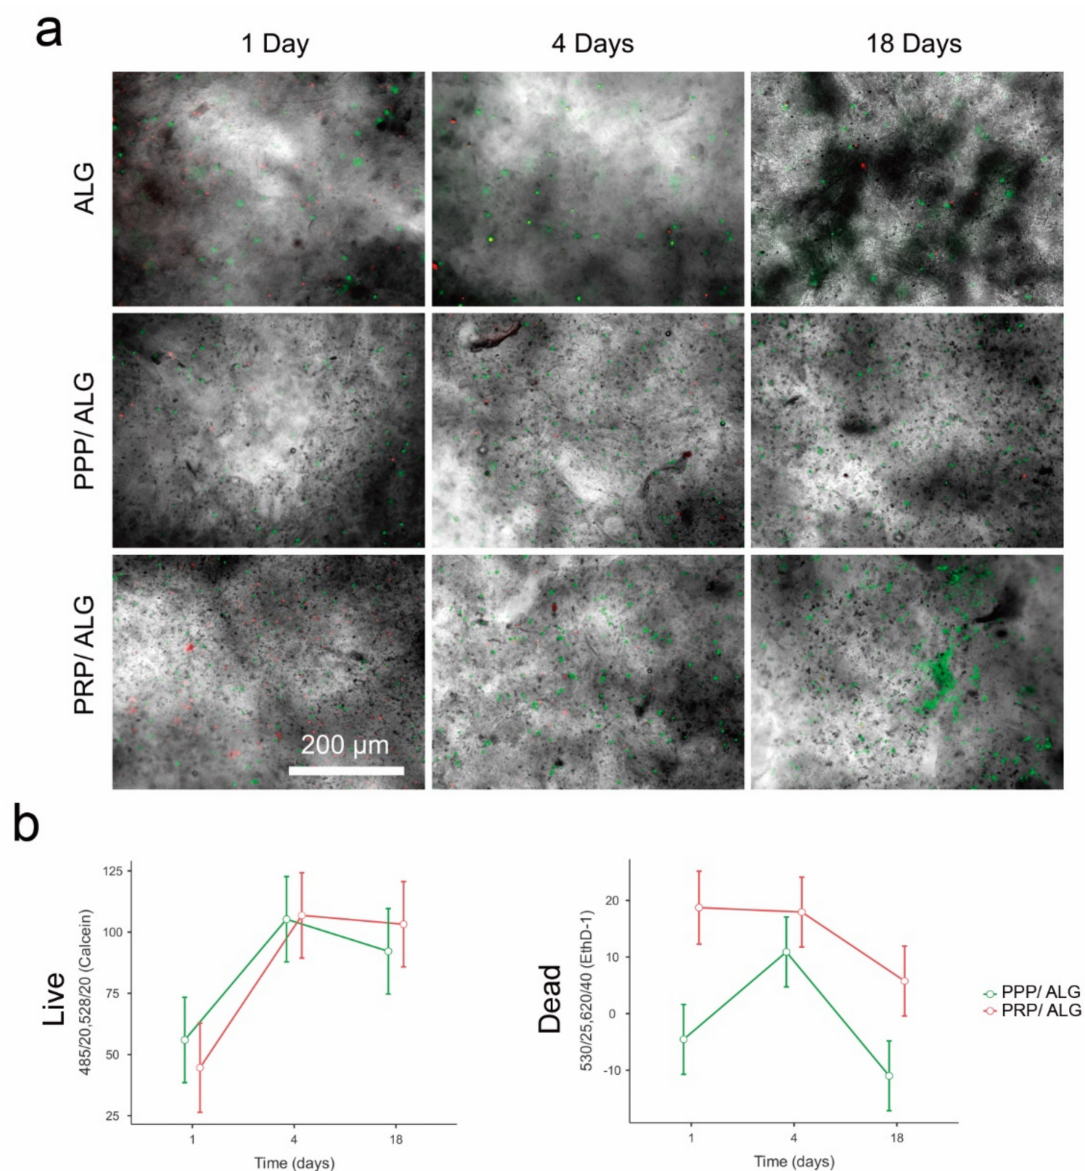 a
1 Day
4 Days
18 Days
ALG
PPP/ ALG
PRP/ ALG
200 µm
b
Live
485/20,528/20 (Calcein)
125
100
75
50
25
1
4
18
Time (days)
Dead
530/25,620/40 (EthD-1)
20
10
0
-10
1
4
18
Time (days)
PPP/ ALG
PRP/ ALG